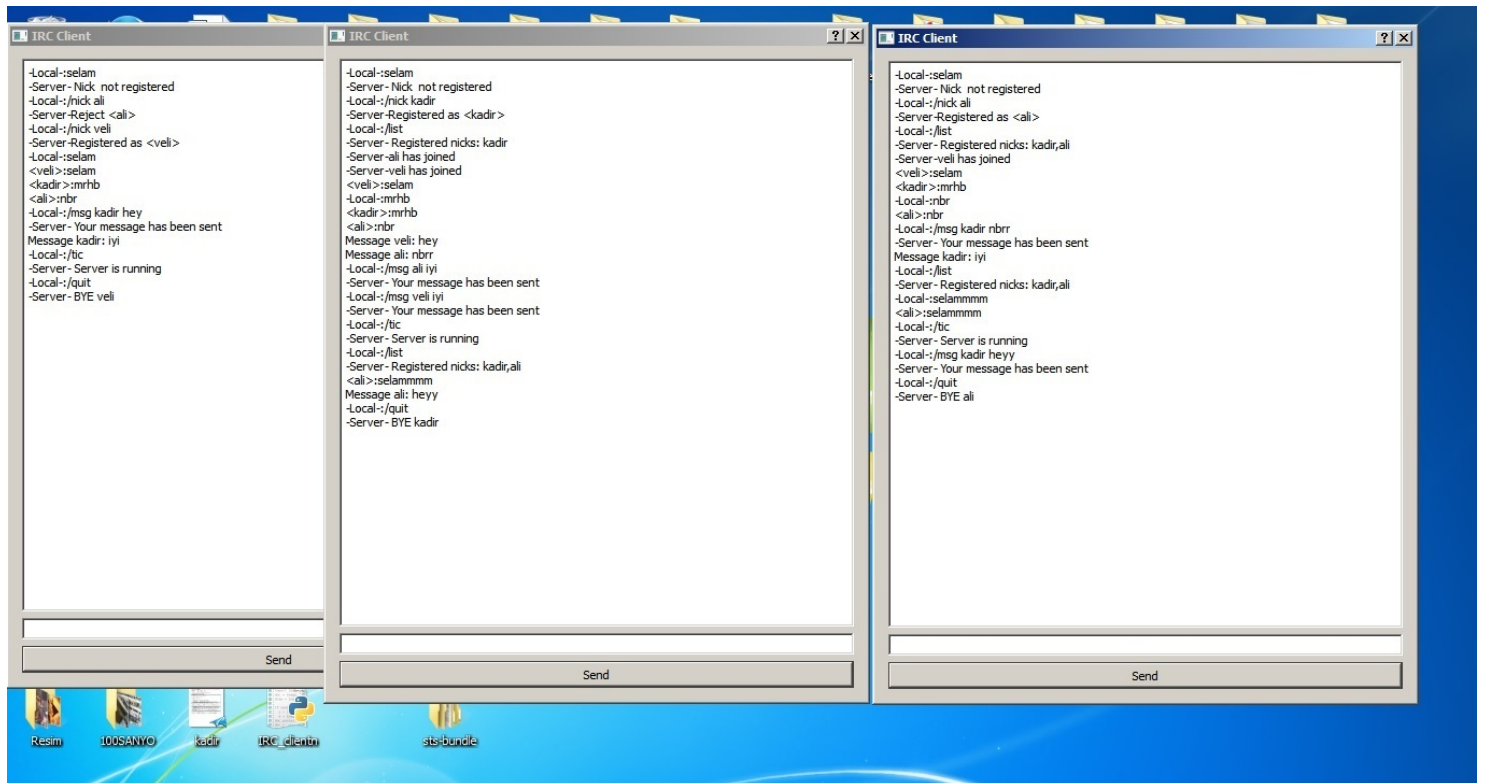 IRC Client
-Local-:selam
-Server- Nick  not registered
-Local-:/nick ali
-Server-Reject <ali>
-Local-:/nick veli
-Server-Registered as <veli>
-Local-:selam
<veli>:selam
<kadir>:mrhb
<ali>:nbr
-Local-:/msg kadir hey
-Server- Your message has been sent
Message kadir: iyi
-Local-:/tic
-Server- Server is running
-Local-:/quit
-Server- BYE veli
Send
IRC Client
-Local-:selam
-Server- Nick  not registered
-Local-:/nick kadir
-Server-Registered as <kadir>
-Local-:/list
-Server- Registered nicks: kadir
-Server-ali has joined
-Server-veli has joined
<veli>:selam
-Local-:mrhb
<kadir>:mrhb
<ali>:nbr
Message veli: hey
Message ali: nbrr
-Local-:/msg ali iyi
-Server- Your message has been sent
-Local-:/msg veli iyi
-Server- Your message has been sent
-Local-:/tic
-Server- Server is running
-Local-:/list
-Server- Registered nicks: kadir,ali
<ali>:selammmm
Message ali: heyy
-Local-:/quit
-Server- BYE kadir
Send
IRC Client
-Local-:selam
-Server- Nick  not registered
-Local-:/nick ali
-Server-Registered as <ali>
-Local-:/list
-Server- Registered nicks: kadir,ali
-Server-veli has joined
<veli>:selam
<kadir>:mrhb
-Local-:nbr
<ali>:nbr
-Local-:/msg kadir nbrr
-Server- Your message has been sent
Message kadir: iyi
-Local-:/list
-Server- Registered nicks: kadir,ali
-Local-:selammmm
<ali>:selammmm
-Local-:/tic
-Server- Server is running
-Local-:/msg kadir heyy
-Server- Your message has been sent
-Local-:/quit
-Server- BYE ali
Send
Resim
100SANYO
kadir
IRC_clientn
sts-bundle